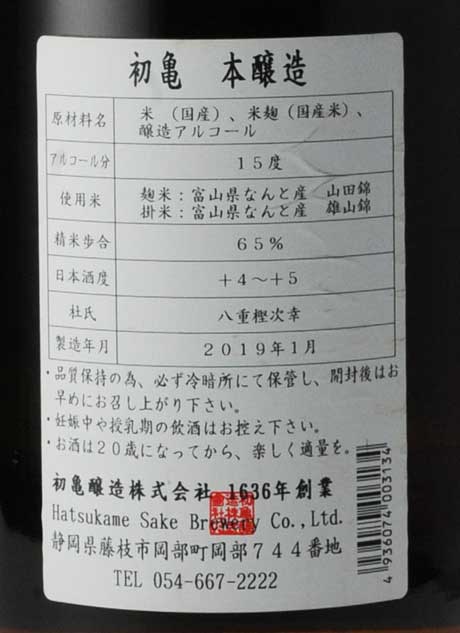 初亀 本醸造
原材料名 米（国産）、米麹（国産米）、
醸造アルコール
アルコール分 １５度
使用米 麹米：富山県なんと産 山田錦
掛米：富山県なんと産 雄山錦
精米歩合 ６５％
日本酒度 ＋４～＋５
杜氏 八重樫次幸
製造年月 ２０１９年１月
・品質保持の為、必ず冷暗所にて保管し、開封後はお
早めにお召し上がり下さい。
・妊娠中や授乳期の飲酒はお控え下さい。
・お酒は２０歳になってから、楽しく適量を。
初亀醸造株式会社 1636年創業
Hatsukame Sake Brewery Co.,Ltd.
静岡県藤枝市岡部町岡部７４４番地
TEL 054-667-2222
4936074003134